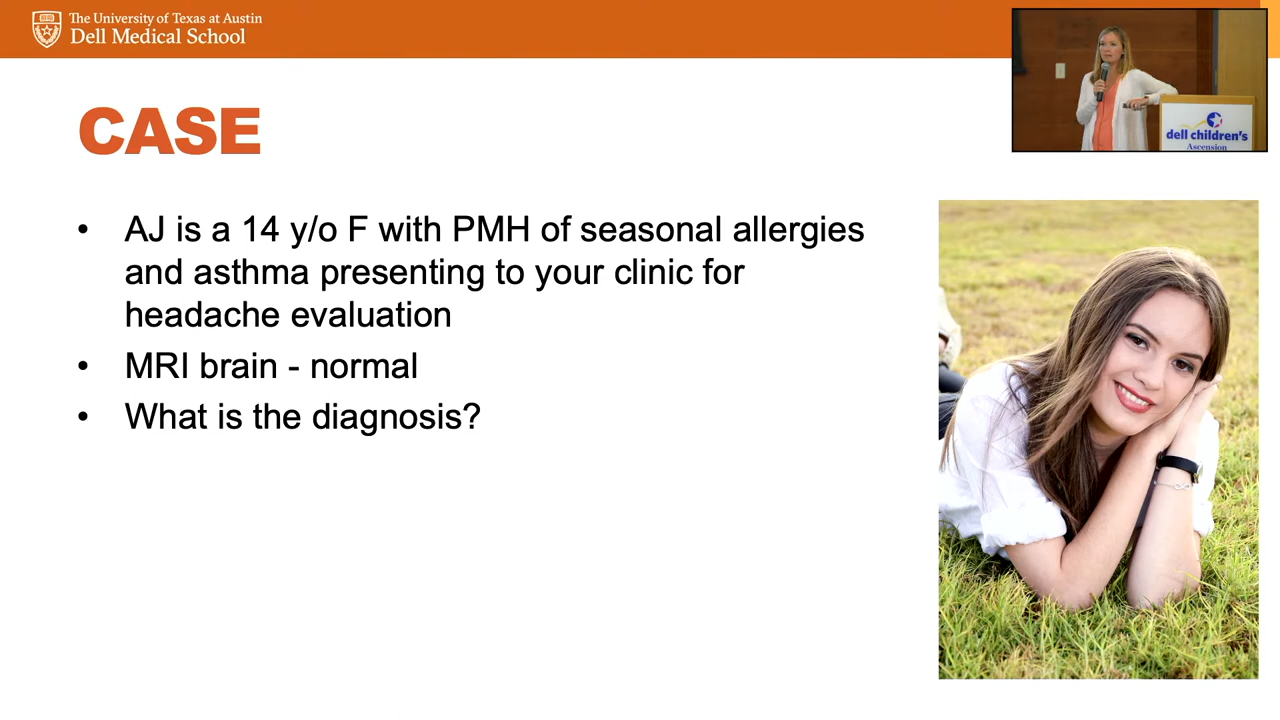 The University of Texas at Austin
Dell Medical School
dell children's
Ascension
CASE
• AJ is a 14 y/o F with PMH of seasonal allergies
and asthma presenting to your clinic for
headache evaluation
• MRI brain - normal
• What is the diagnosis?